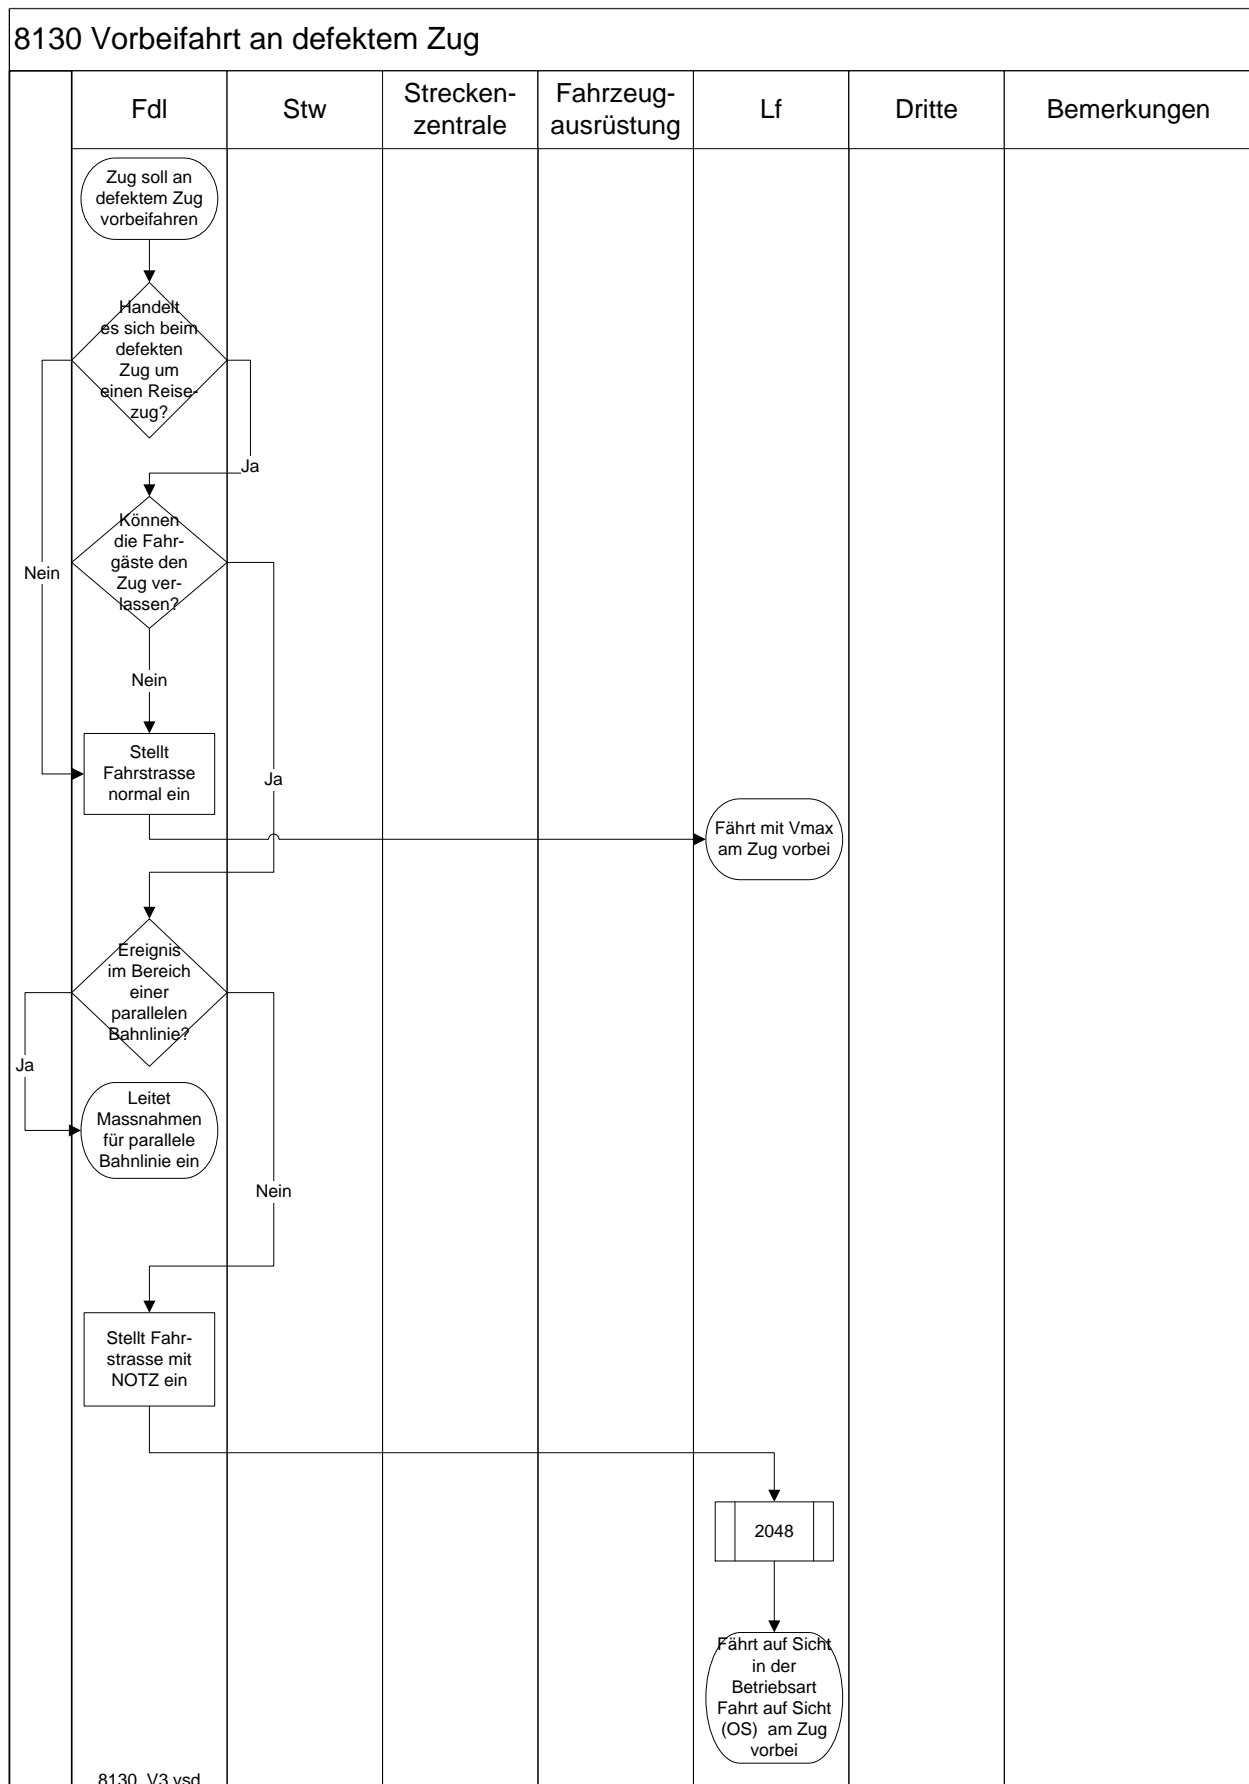 8130 Vorbeifahrt an defektem Zug
Fdl
Stw
Strecken-
zentrale
Fahrzeug-
ausrüstung
Lf
Dritte
Bemerkungen
Zug soll an
defektem Zug
vorbeifahren
Handelt
es sich beim
defekten
Zug um
einen Reise-
zug?
Ja
Können
die Fahr-
gäste den
Zug ver-
lassen?
Nein
Nein
Stellt
Fahrstrasse
normal ein
Ja
Fährt mit Vmax
am Zug vorbei
Ereignis
im Bereich
einer
parallelen
Bahnlinie?
Ja
Leitet
Massnahmen
für parallele
Bahnlinie ein
Nein
Stellt Fahr-
strasse mit
NOTZ ein
2048
Fährt auf Sicht
in der
Betriebsart
Fahrt auf Sicht
(OS) am Zug
vorbei
8130_V3.vsd